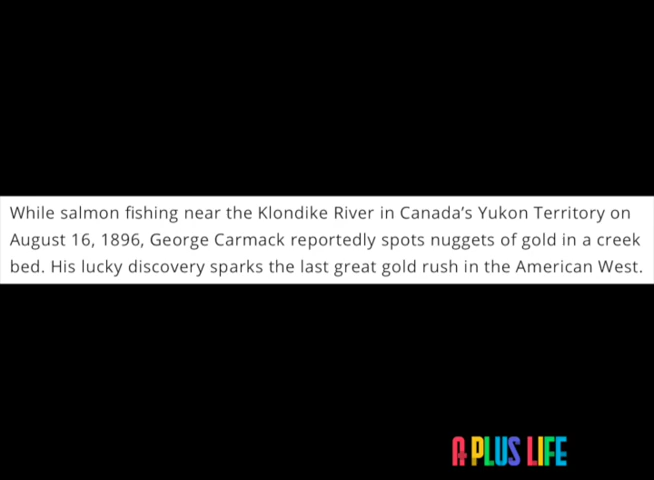 While salmon fishing near the Klondike River in Canada’s Yukon Territory on
August 16, 1896, George Carmack reportedly spots nuggets of gold in a creek
bed. His lucky discovery sparks the last great gold rush in the American West.
A PLUS LIFE